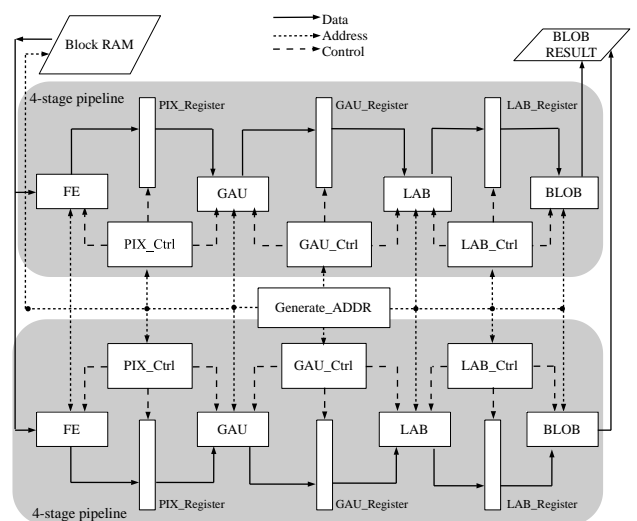 Block RAM
Data
Address
Control
BLOB
RESULT
4-stage pipeline
PIX_Register
GAU_Register
LAB_Register
FE
GAU
LAB
BLOB
PIX_Ctrl
GAU_Ctrl
LAB_Ctrl
Generate_ADDR
PIX_Ctrl
GAU_Ctrl
LAB_Ctrl
FE
GAU
LAB
BLOB
PIX_Register
GAU_Register
LAB_Register
4-stage pipeline